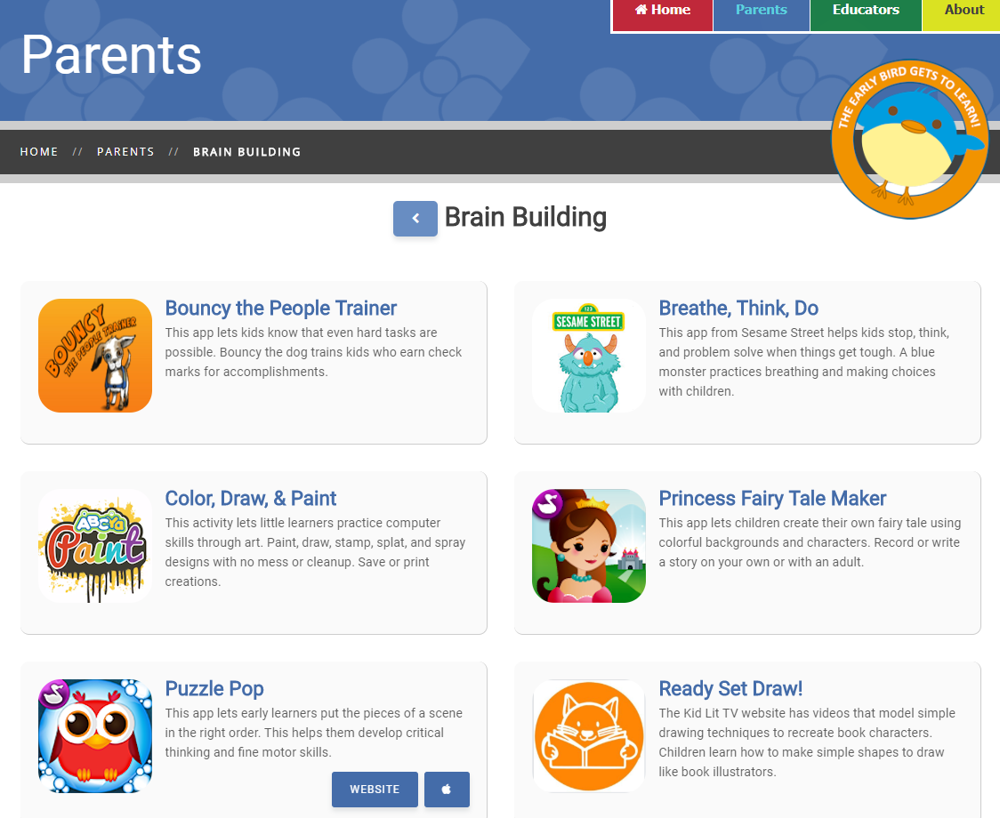 Home Parents Educators About
Parents
THE EARLY BIRD GETS TO LEARN!
HOME // PARENTS // BRAIN BUILDING
Brain Building
BOUNCY
THE PEOPLE TRAINER
Bouncy the People Trainer
This app lets kids know that even hard tasks are
possible. Bouncy the dog trains kids who earn check
marks for accomplishments.
123
SESAME STREET
Breathe, Think, Do
This app from Sesame Street helps kids stop, think,
and problem solve when things get tough. A blue
monster practices breathing and making choices
with children.
ABCYa
Paint
Color, Draw, & Paint
This activity lets little learners practice computer
skills through art. Paint, draw, stamp, splat, and spray
designs with no mess or cleanup. Save or print
creations.
Princess Fairy Tale Maker
This app lets children create their own fairy tale using
colorful backgrounds and characters. Record or write
a story on your own or with an adult.
Puzzle Pop
This app lets early learners put the pieces of a scene
in the right order. This helps them develop critical
thinking and fine motor skills.
WEBSITE
Ready Set Draw!
The Kid Lit TV website has videos that model simple
drawing techniques to recreate book characters.
Children learn how to make simple shapes to draw
like book illustrators.